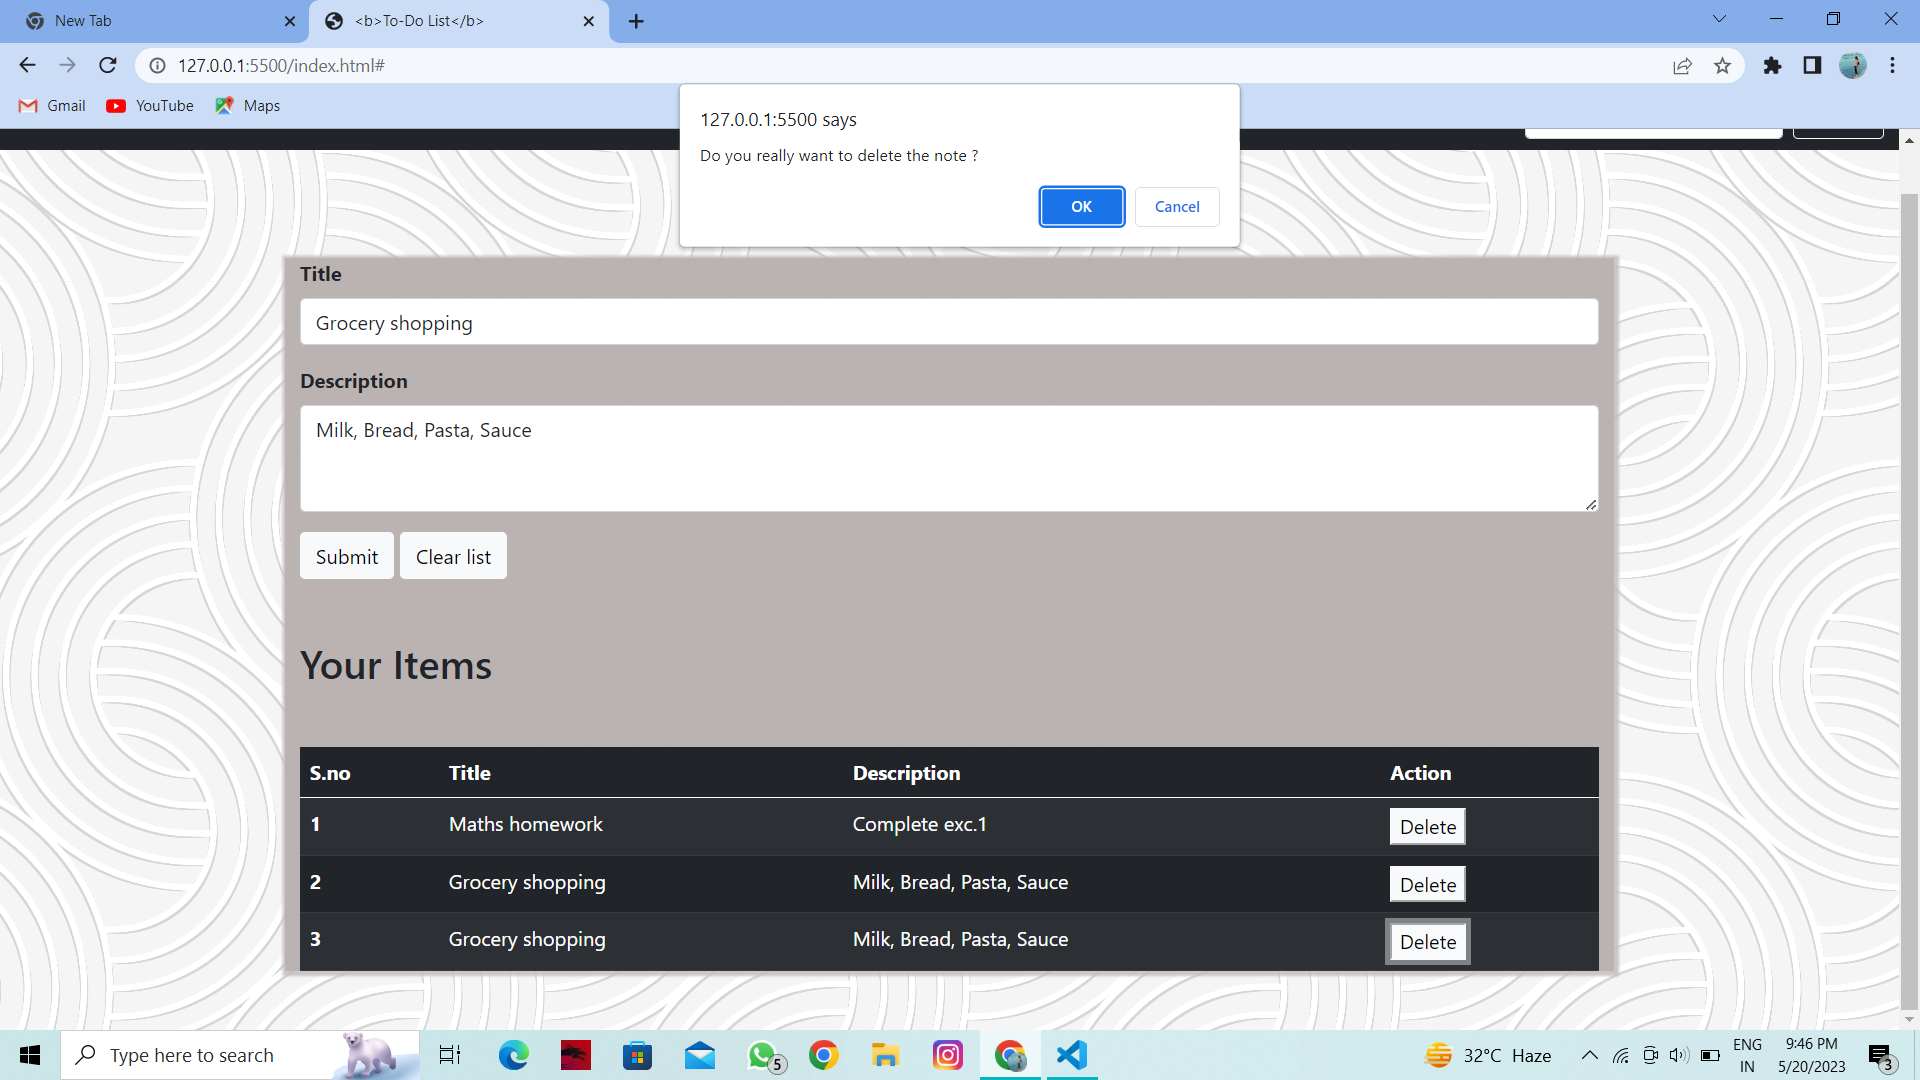 New Tab
<b>To-Do List</b>
127.0.0.1:5500/index.html#
Gmail
YouTube
Maps
127.0.0.1:5500 says
Do you really want to delete the note ?
OK
Cancel
Title
Grocery shopping
Description
Milk, Bread, Pasta, Sauce
Submit
Clear list
Your Items
S.no Title Description Action
1 Maths homework Complete exc.1 Delete
2 Grocery shopping Milk, Bread, Pasta, Sauce Delete
3 Grocery shopping Milk, Bread, Pasta, Sauce Delete
Type here to search
5
32°C Haze
ENG
IN
9:46 PM
5/20/2023
3